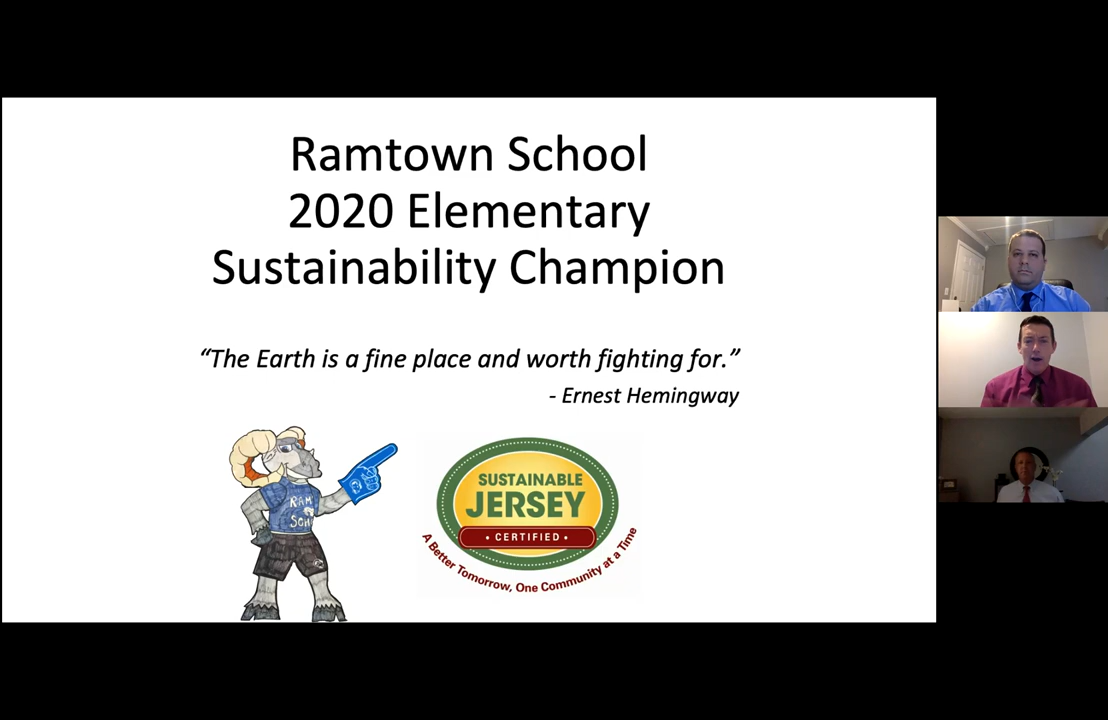 Ramtown School
2020 Elementary
Sustainability Champion
“The Earth is a fine place and worth fighting for.”
- Ernest Hemingway
RAM
SCH
SUSTAINABLE
JERSEY
• CERTIFIED •
A Better Tomorrow, One Community at a Time